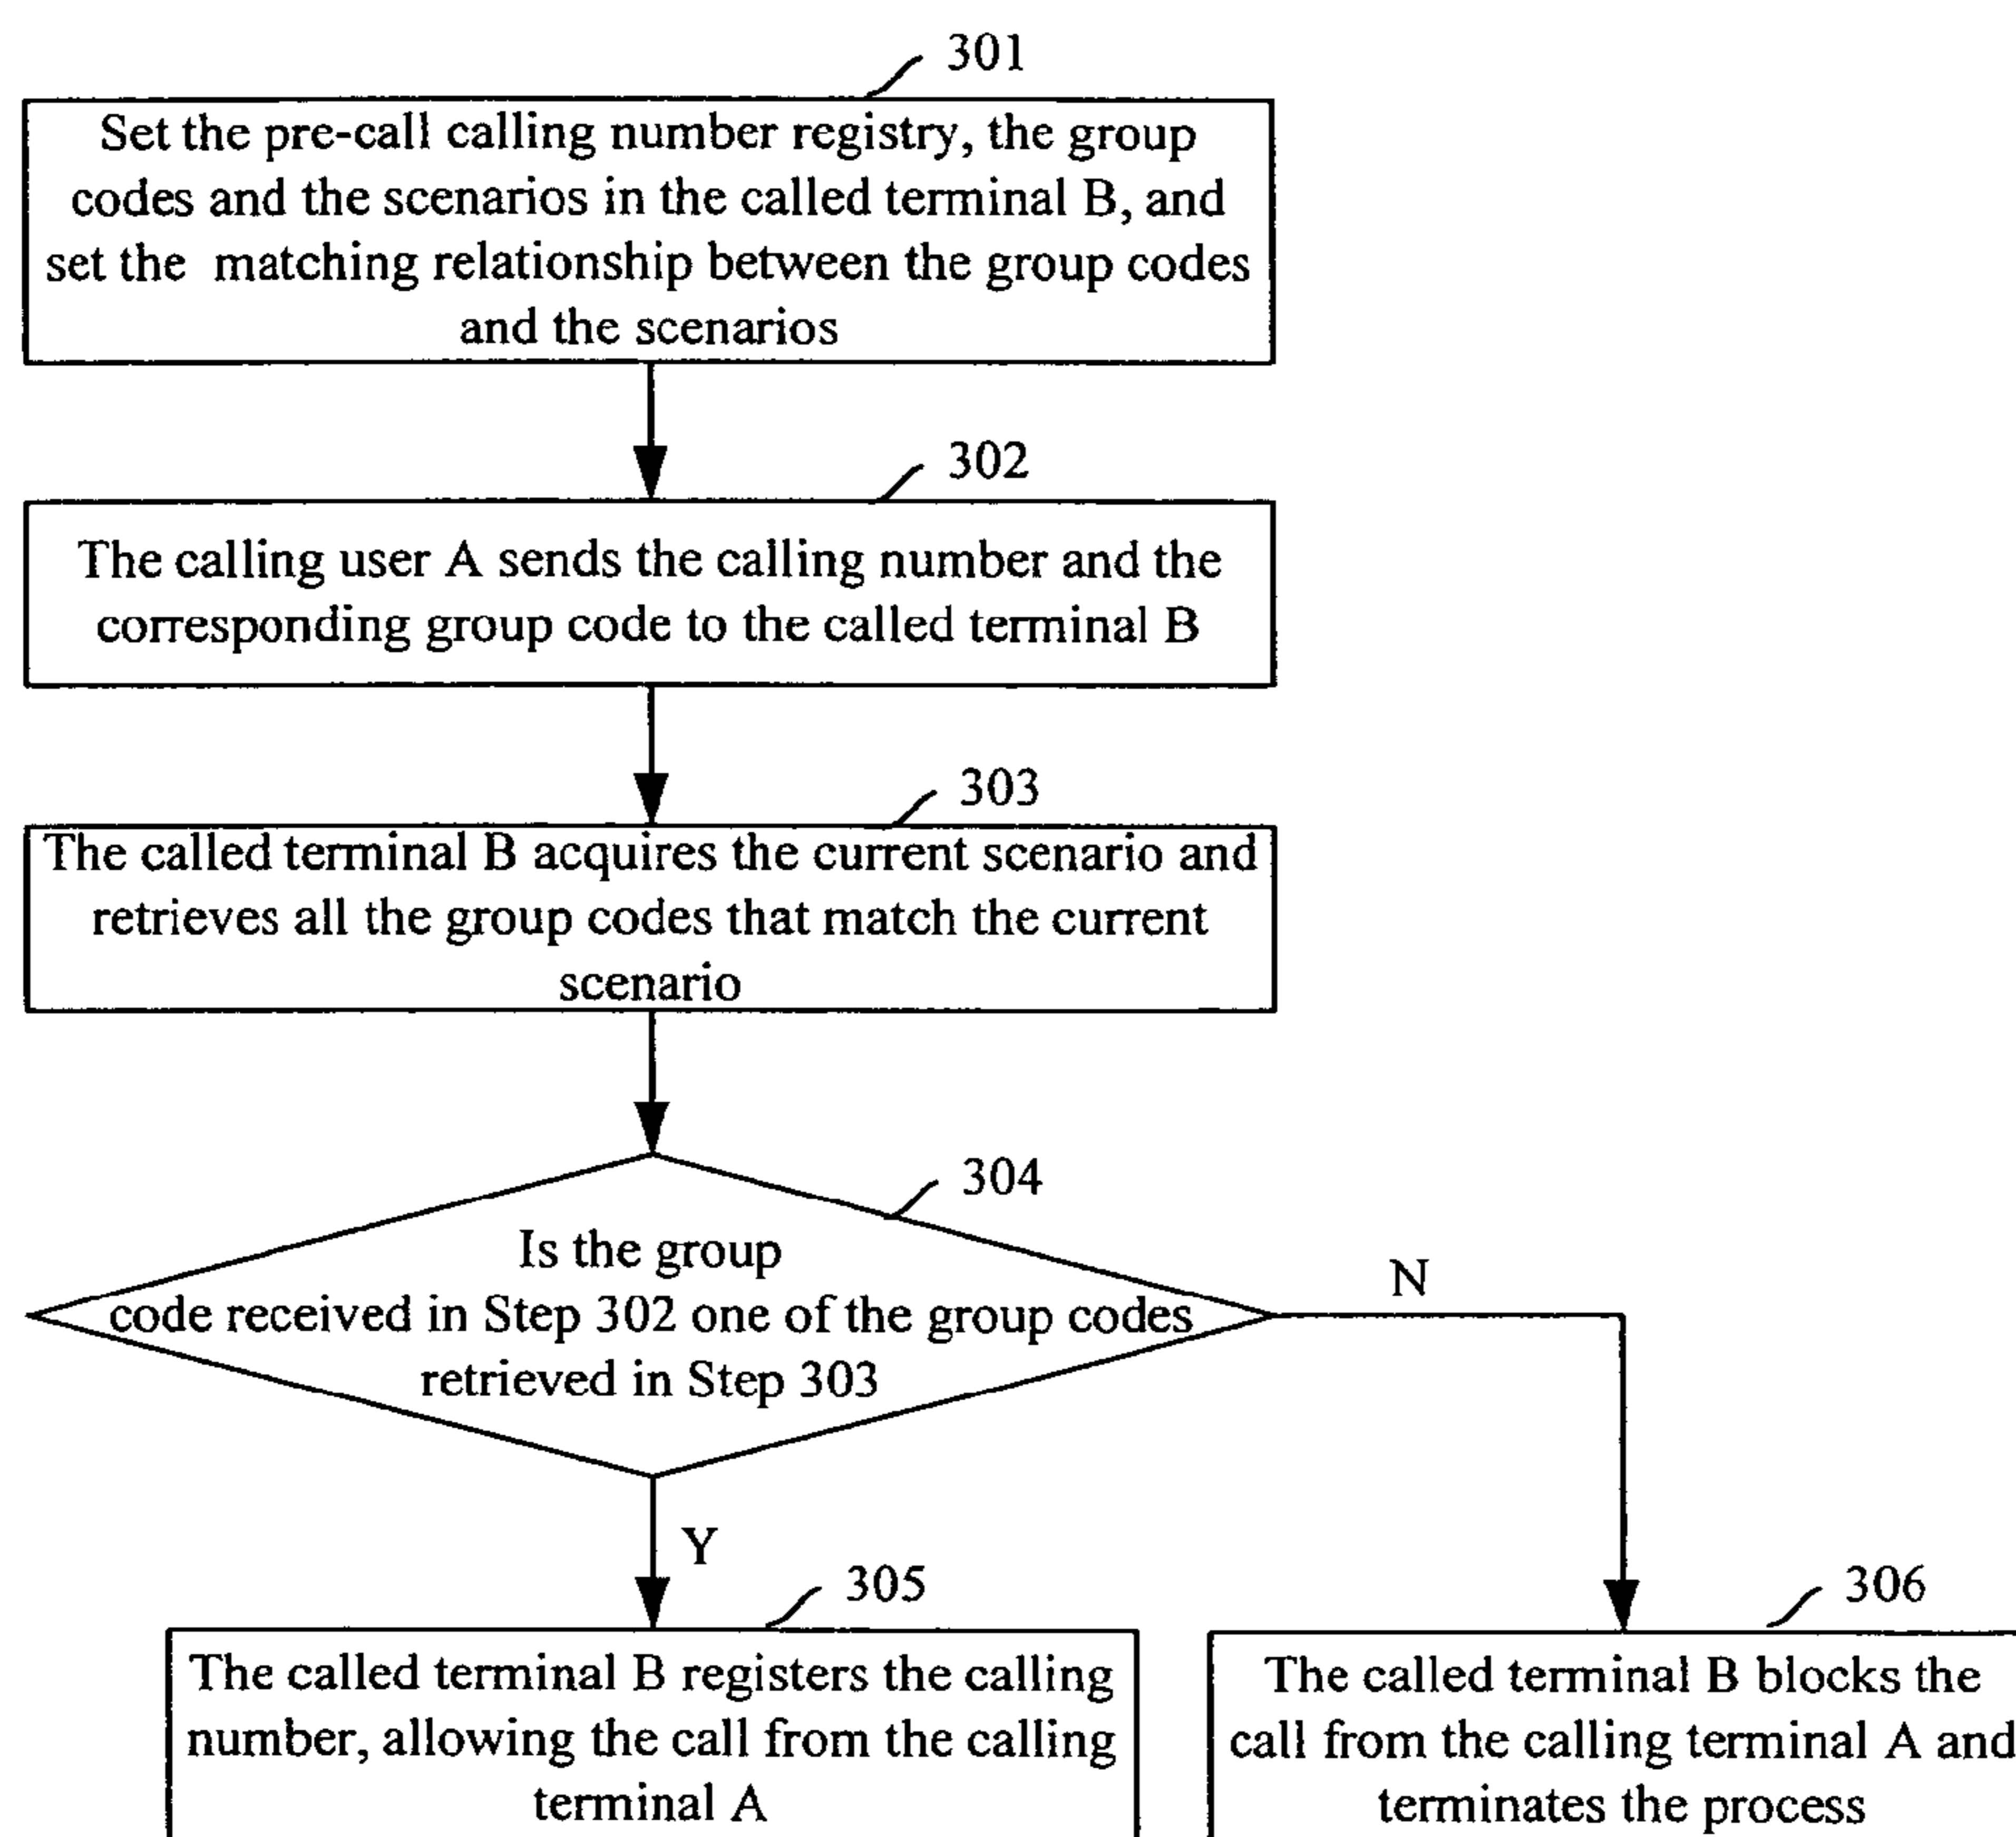 301
Set the pre-call calling number registry, the group
codes and the scenarios in the called terminal B, and
set the matching relationship between the group codes
and the scenarios
302
The calling user A sends the calling number and the
corresponding group code to the called terminal B
303
The called terminal B acquires the current scenario and
retrieves all the group codes that match the current
scenario
304
Is the group
code received in Step 302 one of the group codes
retrieved in Step 303
N
Y
305
The called terminal B registers the calling
number, allowing the call from the calling
terminal A
306
The called terminal B blocks the
call from the calling terminal A and
terminates the process